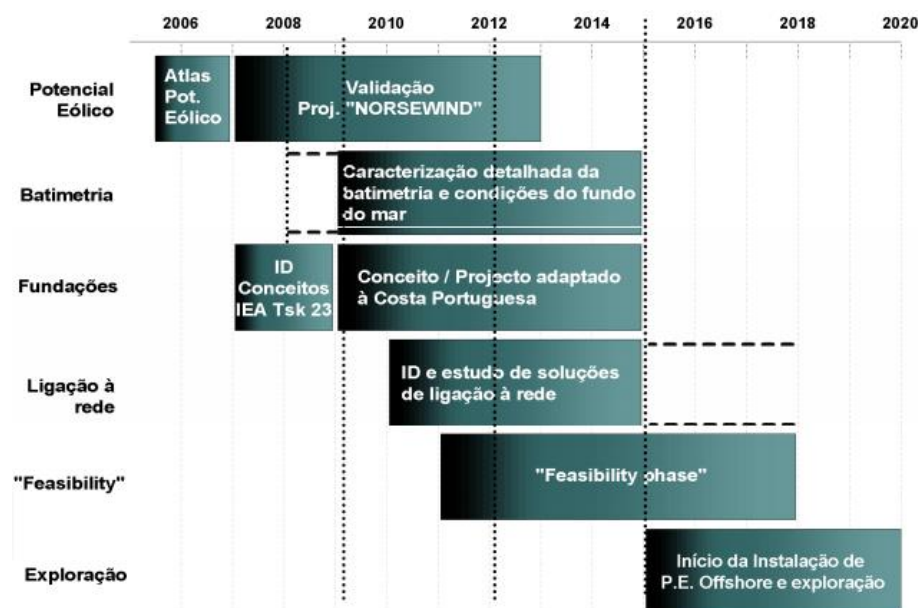 2006 2008 2010 2012 2014 2016 2018 2020
Potencial
Eólico
Atlas
Pot.
Eólico
Validação
Proj. "NORSEWIND"
Batimetria
Caracterização detalhada da
batimetria e condições do fundo
do mar
Fundações
ID
Conceitos
IEA Tsk 23
Conceito / Projecto adaptado
à Costa Portuguesa
Ligação à
rede
ID e estudo de soluções
de ligação à rede
"Feasibility"
"Feasibility phase"
Exploração
Início da Instalação de
P.E. Offshore e exploração